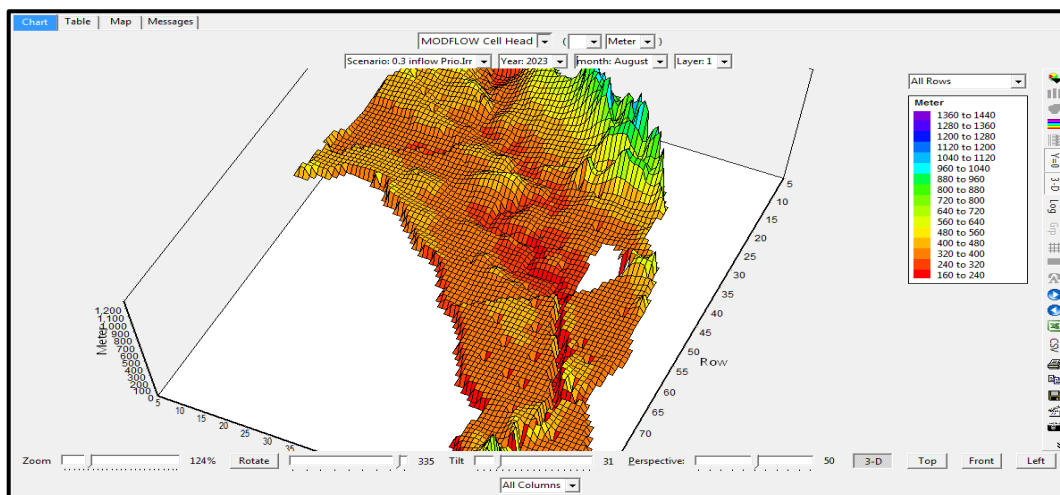 Chart Table Map Messages
MODFLOW Cell Head ( Meter )
Scenario: 0.3 inflow Prio.Irr Year: 2023 month: August Layer: 1
All Rows
Meter
1360 to 1440
1280 to 1360
1200 to 1280
1120 to 1200
1040 to 1120
960 to 1040
880 to 960
800 to 880
720 to 800
640 to 720
560 to 640
480 to 560
400 to 480
320 to 400
240 to 320
160 to 240
Y=0
3-D
Log
Grp
CSV
5
10
15
20
25
30
35
40
45
50
55
60
65
70
Row
1,200
1,100
1,000
900
800
700
600
500
400
300
200
100
0
Meter
5 10 15 20 25 30 35
Zoom 124% Rotate 335 Tilt 31 Perspective: 50 3-D Top Front Left
All Columns